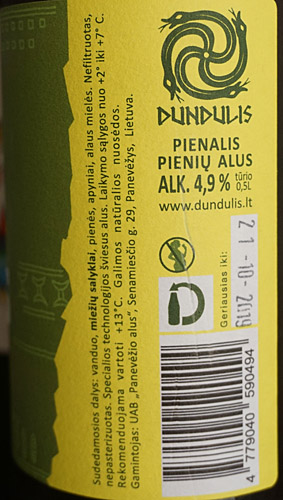 DUNDULIS
PIENALIS
PIENIŲ ALUS
ALK. 4,9 % tūrio 0,5L
www.dundulis.lt
Sudedamosios dalys: vanduo, miežių salyklai, pienės, apyniai, alaus mielės. Nefiltruotas,
nepasterizuotas. Specialios technologijos šviesus alus. Laikymo sąlygos nuo +2° iki +7° C.
Rekomenduojama vartoti +13°C. Galimos natūralios nuosėdos.
Gamintojas: UAB „Panevėžio alus“, Senamiesčio g. 29, Panevėžys, Lietuva.
D
Geriausias iki:
21-10-2019
4 779040 590494